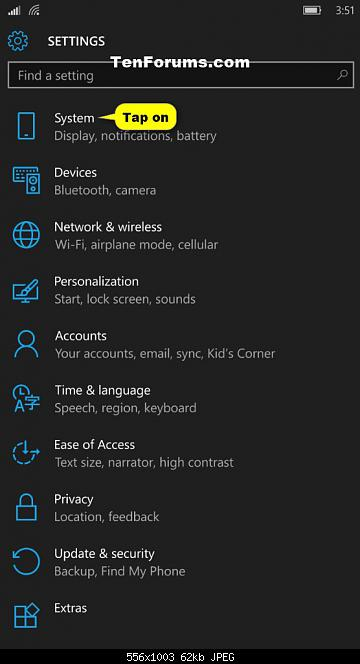 3:51
SETTINGS
TenForums.com
Find a setting
System
Tap on
Display, notifications, battery
Devices
Bluetooth, camera
Network & wireless
Wi-Fi, airplane mode, cellular
Personalization
Start, lock screen, sounds
Accounts
Your accounts, email, sync, Kid's Corner
Time & language
Speech, region, keyboard
Ease of Access
Text size, narrator, high contrast
Privacy
Location, feedback
Update & security
Backup, Find My Phone
Extras
556x1003 62kb JPEG